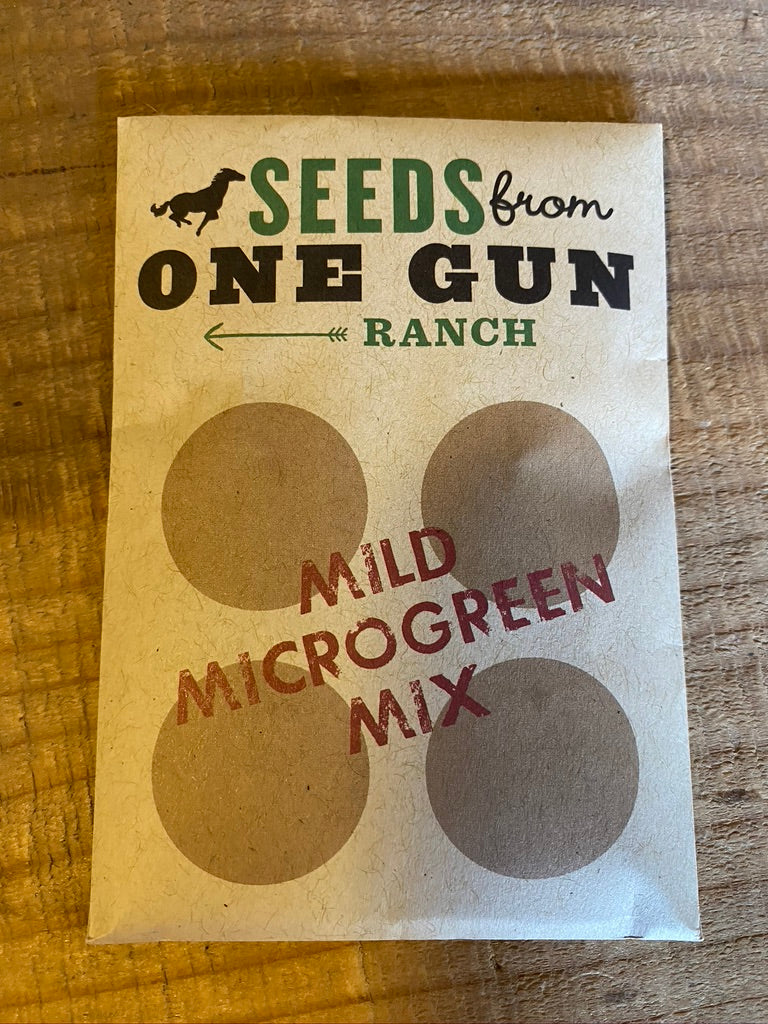 SEEDS from
ONE GUN
RANCH
MILD
MICROGREEN
MIX